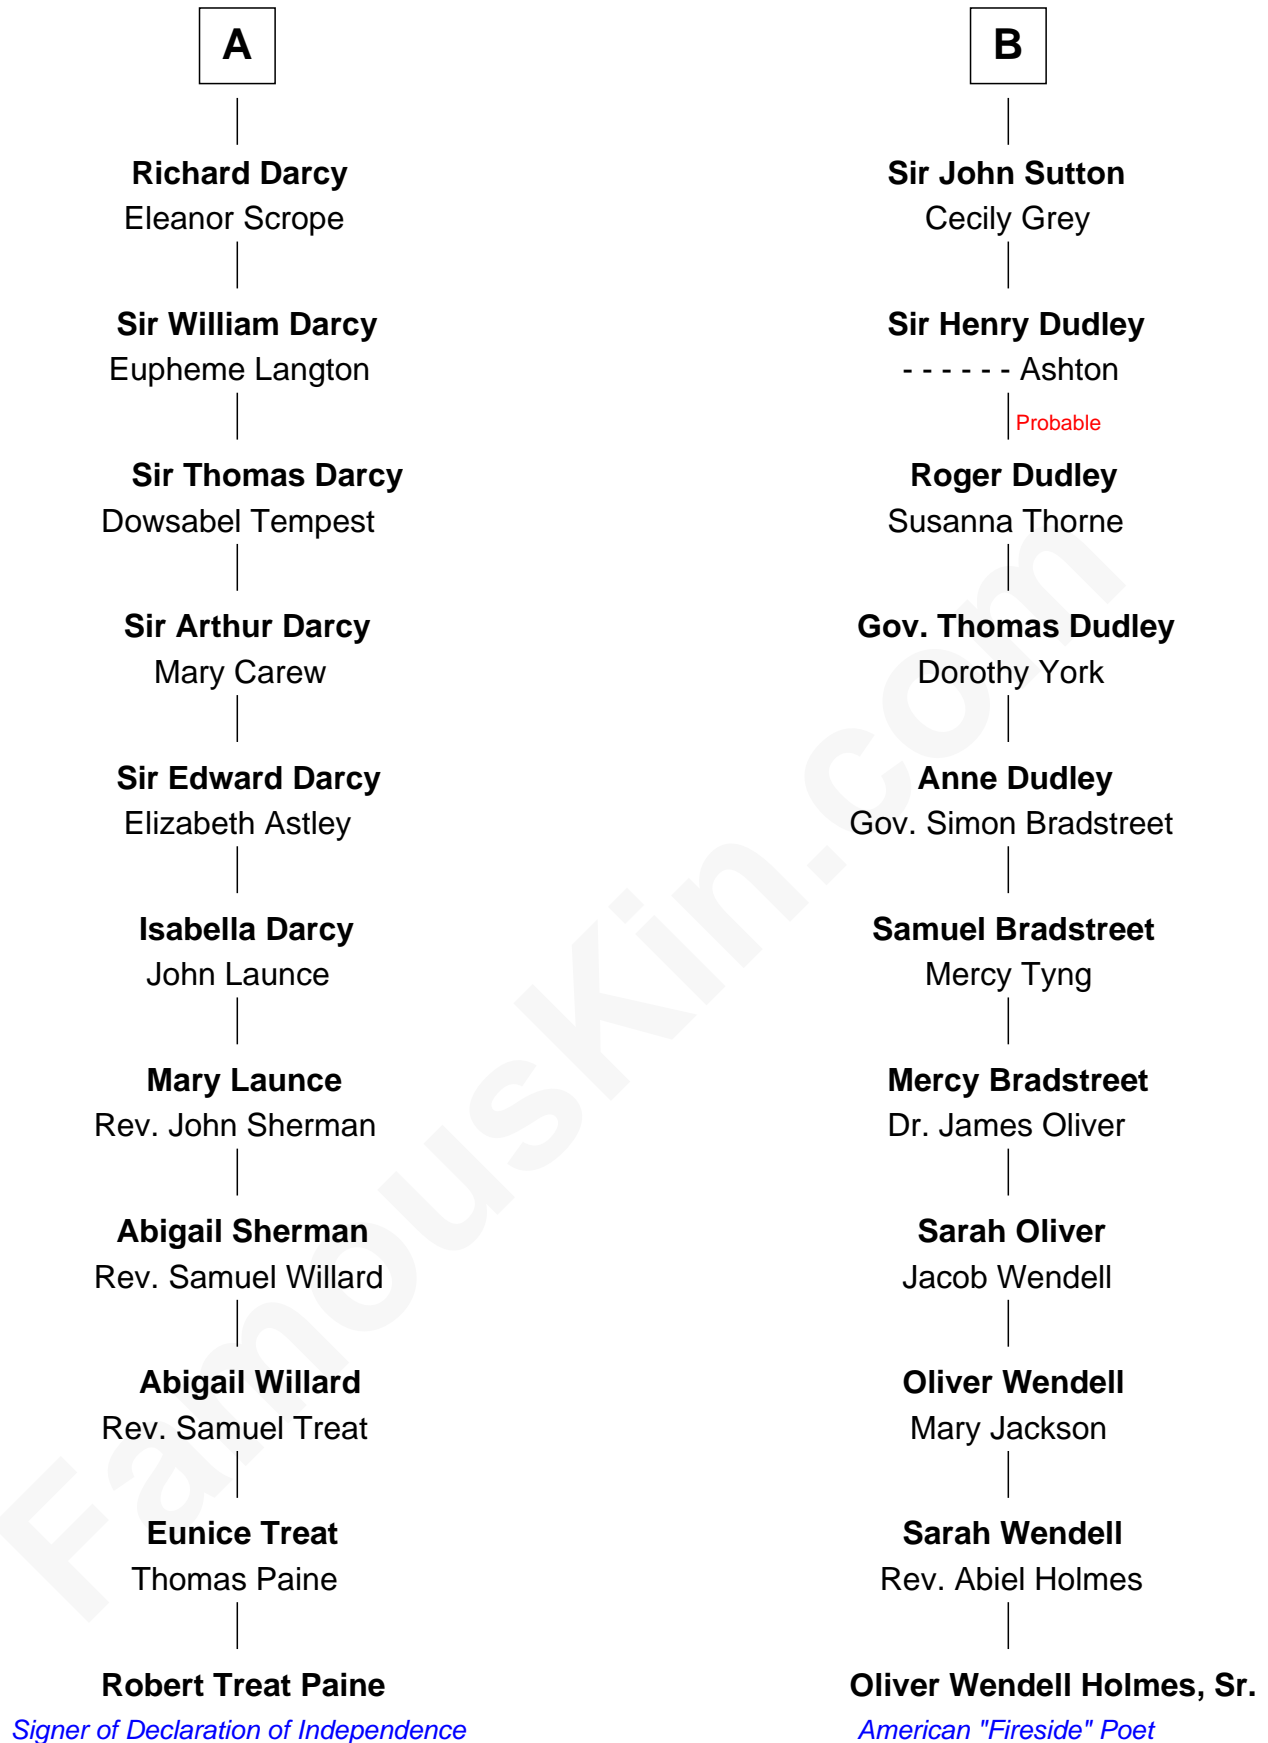 A
Richard Darcy
Eleanor Scrope
Sir William Darcy
Eupheme Langton
Sir Thomas Darcy
Dowsabel Tempest
Sir Arthur Darcy
Mary Carew
Sir Edward Darcy
Elizabeth Astley
Isabella Darcy
John Launce
Mary Launce
Rev. John Sherman
Abigail Sherman
Rev. Samuel Willard
Abigail Willard
Rev. Samuel Treat
Eunice Treat
Thomas Paine
Robert Treat Paine
Signer of Declaration of Independence
B
Sir John Sutton
Cecily Grey
Sir Henry Dudley
- - - - - - Ashton
Probable
Roger Dudley
Susanna Thorne
Gov. Thomas Dudley
Dorothy York
Anne Dudley
Gov. Simon Bradstreet
Samuel Bradstreet
Mercy Tyng
Mercy Bradstreet
Dr. James Oliver
Sarah Oliver
Jacob Wendell
Oliver Wendell
Mary Jackson
Sarah Wendell
Rev. Abiel Holmes
Oliver Wendell Holmes, Sr.
American "Fireside" Poet
FamousKin.com